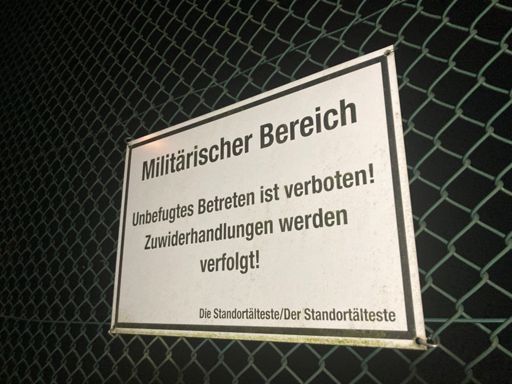 Militärischer Bereich
Unbefugtes Betreten ist verboten!
Zuwiderhandlungen werden
verfolgt!
Die Standortälteste/Der Standortälteste